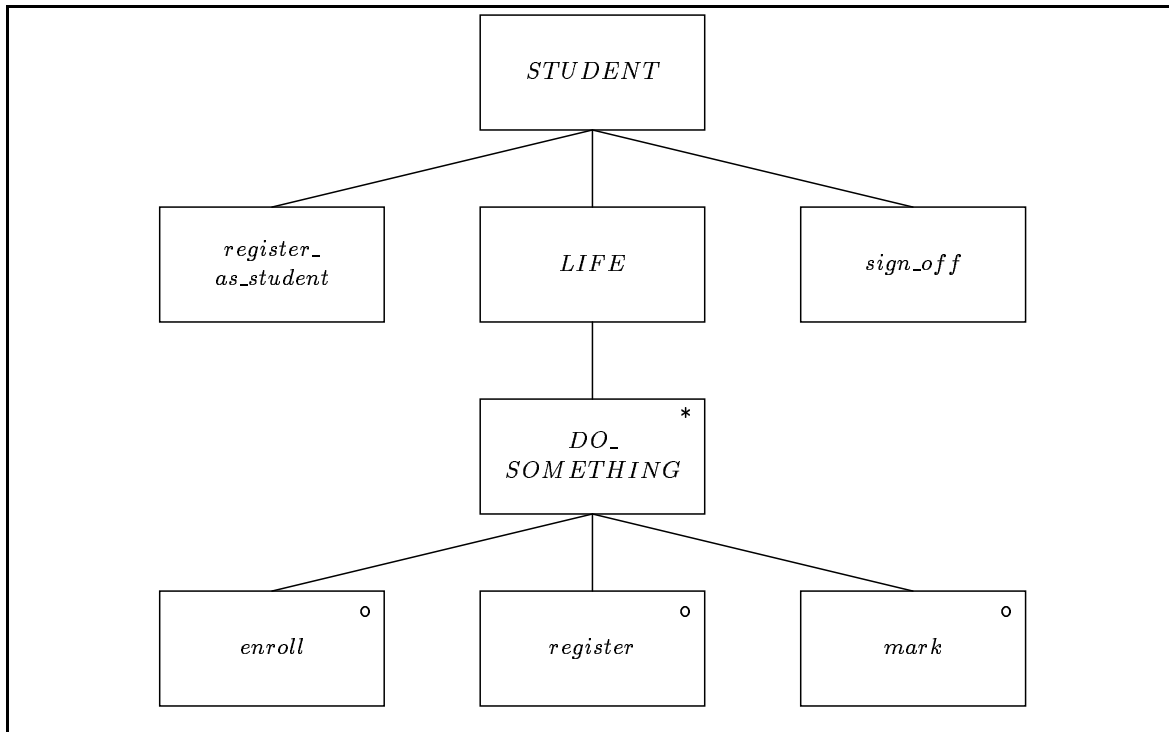 STUDENT
register_
as_student
LIFE
sign_off
*
DO_
SOMETHING
o
enroll
o
register
o
mark